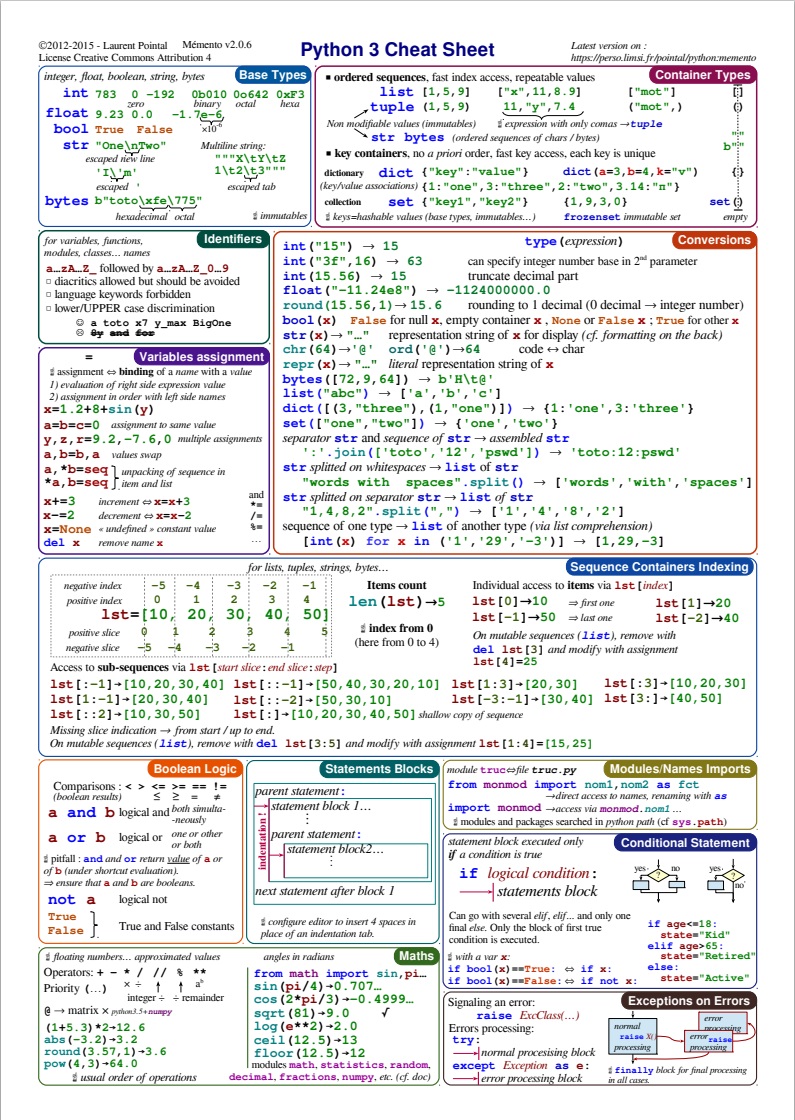 ©2012-2015 - Laurent Pointal Mémento v2.0.6
License Creative Commons Attribution 4
Python 3 Cheat Sheet
Latest version on :
https://perso.limsi.fr/pointal/python:memento
integer, float, boolean, string, bytes Base Types
int 783 0 -192 0b010 0o642 0xF3
zero binary octal hexa
float 9.23 0.0 -1.7e-6
×10⁻⁶
bool True False
str "One\nTwo"
escaped new line
'I\'m'
escaped '
Multiline string:
"""X\tY\tZ
1\t2\t3"""
escaped tab
bytes b"toto\xfe\775"
hexadecimal octal
☝ immutables
Container Types
▪ ordered sequences, fast index access, repeatable values
list [1,5,9] ["x",11,8.9] ["mot"] []
tuple (1,5,9) 11,"y",7.4 ("mot",) ()
Non modifiable values (immutables) ☝ expression with only comas →tuple
str bytes (ordered sequences of chars / bytes)
""
b""
▪ key containers, no a priori order, fast key access, each key is unique
dictionary dict {"key":"value"} dict(a=3,b=4,k="v") {}
(key/value associations) {1:"one",3:"three",2:"two",3.14:"π"}
collection set {"key1","key2"} {1,9,3,0} set()
☝ keys=hashable values (base types, immutables…) frozenset immutable set empty
Identifiers
for variables, functions,
modules, classes… names
a…zA…Z_ followed by a…zA…Z_0…9
□ diacritics allowed but should be avoided
□ language keywords forbidden
□ lower/UPPER case discrimination
☺ a toto x7 y_max BigOne
☹ 8y and for
= Variables assignment
☝ assignment ⇔ binding of a name with a value
1) evaluation of right side expression value
2) assignment in order with left side names
x=1.2+8+sin(y)
a=b=c=0 assignment to same value
y,z,r=9.2,-7.6,0 multiple assignments
a,b=b,a values swap
a,*b=seq unpacking of sequence in
*a,b=seq item and list
x+=3 increment ⇔ x=x+3
x-=2 decrement ⇔ x=x-2
x=None « undefined » constant value
del x remove name x
and
*=
/=
%=
…
Conversions
int("15") → 15 type(expression)
int("3f",16) → 63 can specify integer number base in 2nd parameter
int(15.56) → 15 truncate decimal part
float("-11.24e8") → -1124000000.0
round(15.56,1)→15.6 rounding to 1 decimal (0 decimal → integer number)
bool(x) False for null x, empty container x , None or False x ; True for other x
str(x)→ "…" representation string of x for display (cf. formatting on the back)
chr(64)→'@' ord('@')→64 code ↔ char
repr(x)→ "…" literal representation string of x
bytes([72,9,64]) → b'H\t@'
list("abc") → ['a','b','c']
dict([(3,"three"),(1,"one")]) → {1:'one',3:'three'}
set(["one","two"]) → {'one','two'}
separator str and sequence of str → assembled str
':'.join(['toto','12','pswd']) → 'toto:12:pswd'
str splitted on whitespaces → list of str
"words with  spaces".split() → ['words','with','spaces']
str splitted on separator str → list of str
"1,4,8,2".split(",") → ['1','4','8','2']
sequence of one type → list of another type (via list comprehension)
[int(x) for x in ('1','29','-3')] → [1,29,-3]
for lists, tuples, strings, bytes… Sequence Containers Indexing
negative index -5 -4 -3 -2 -1
positive index 0 1 2 3 4
lst=[10, 20, 30, 40, 50]
positive slice 0 1 2 3 4 5
negative slice -5 -4 -3 -2 -1
Items count
len(lst)→5
☝ index from 0
(here from 0 to 4)
Individual access to items via lst[index]
lst[0]→10 ⇒ first one lst[1]→20
lst[-1]→50 ⇒ last one lst[-2]→40
On mutable sequences (list), remove with
del lst[3] and modify with assignment
lst[4]=25
Access to sub-sequences via lst[start slice:end slice:step]
lst[:-1]→[10,20,30,40] lst[::-1]→[50,40,30,20,10] lst[1:3]→[20,30] lst[:3]→[10,20,30]
lst[1:-1]→[20,30,40] lst[::-2]→[50,30,10] lst[-3:-1]→[30,40] lst[3:]→[40,50]
lst[::2]→[10,30,50] lst[:]→[10,20,30,40,50] shallow copy of sequence
Missing slice indication → from start / up to end.
On mutable sequences (list), remove with del lst[3:5] and modify with assignment lst[1:4]=[15,25]
Boolean Logic
Comparisons : < > <= >= == !=
(boolean results) ≤ ≥ = ≠
a and b logical and both simulta-
-neously
a or b logical or one or other
or both
☝ pitfall : and and or return value of a or
of b (under shortcut evaluation).
⇒ ensure that a and b are booleans.
not a logical not
True
False
True and False constants
Statements Blocks
parent statement:
statement block 1…
⋮
parent statement:
statement block2…
⋮
next statement after block 1
indentation !
☝ configure editor to insert 4 spaces in
place of an indentation tab.
Modules/Names Imports
module truc⇔file truc.py
from monmod import nom1,nom2 as fct
→direct access to names, renaming with as
import monmod →access via monmod.nom1 …
☝ modules and packages searched in python path (cf sys.path)
Conditional Statement
statement block executed only
if a condition is true
if logical condition:
statements block
yes ? no
yes ? no
Can go with several elif, elif... and only one
final else. Only the block of first true
condition is executed.
☝ with a var x:
if bool(x)==True: ⇔ if x:
if bool(x)==False: ⇔ if not x:
if age<=18:
state="Kid"
elif age>65:
state="Retired"
else:
state="Active"
Maths
☝ floating numbers… approximated values angles in radians
Operators: + - * / // % **
Priority (…) × ÷ aᵇ
integer ÷ ÷ remainder
@ → matrix × python3.5+numpy
(1+5.3)*2→12.6
abs(-3.2)→3.2
round(3.57,1)→3.6
pow(4,3)→64.0
☝ usual order of operations
from math import sin,pi…
sin(pi/4)→0.707…
cos(2*pi/3)→-0.4999…
sqrt(81)→9.0 √
log(e**2)→2.0
ceil(12.5)→13
floor(12.5)→12
modules math, statistics, random,
decimal, fractions, numpy, etc. (cf. doc)
Exceptions on Errors
Signaling an error:
raise ExcClass(…)
Errors processing:
try:
normal procesising block
except Exception as e:
error processing block
normal
raise X()
processing
error
processing
error raise
processing
☝ finally block for final processing
in all cases.